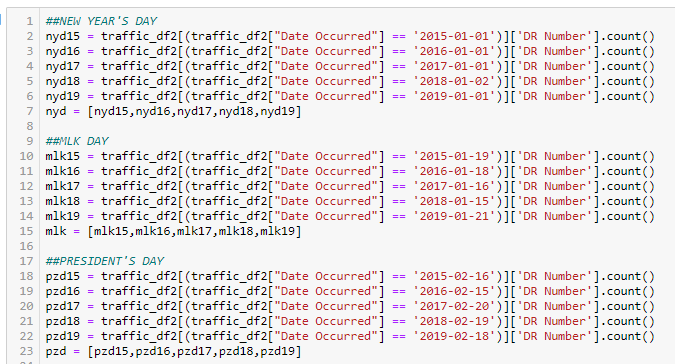 1 ##NEW YEAR'S DAY
2 nyd15 = traffic_df2[(traffic_df2["Date Occurred"] == '2015-01-01')]['DR Number'].count()
3 nyd16 = traffic_df2[(traffic_df2["Date Occurred"] == '2016-01-01')]['DR Number'].count()
4 nyd17 = traffic_df2[(traffic_df2["Date Occurred"] == '2017-01-01')]['DR Number'].count()
5 nyd18 = traffic_df2[(traffic_df2["Date Occurred"] == '2018-01-02')]['DR Number'].count()
6 nyd19 = traffic_df2[(traffic_df2["Date Occurred"] == '2019-01-01')]['DR Number'].count()
7 nyd = [nyd15,nyd16,nyd17,nyd18,nyd19]
8
9 ##MLK DAY
10 mlk15 = traffic_df2[(traffic_df2["Date Occurred"] == '2015-01-19')]['DR Number'].count()
11 mlk16 = traffic_df2[(traffic_df2["Date Occurred"] == '2016-01-18')]['DR Number'].count()
12 mlk17 = traffic_df2[(traffic_df2["Date Occurred"] == '2017-01-16')]['DR Number'].count()
13 mlk18 = traffic_df2[(traffic_df2["Date Occurred"] == '2018-01-15')]['DR Number'].count()
14 mlk19 = traffic_df2[(traffic_df2["Date Occurred"] == '2019-01-21')]['DR Number'].count()
15 mlk = [mlk15,mlk16,mlk17,mlk18,mlk19]
16
17 ##PRESIDENT'S DAY
18 pzd15 = traffic_df2[(traffic_df2["Date Occurred"] == '2015-02-16')]['DR Number'].count()
19 pzd16 = traffic_df2[(traffic_df2["Date Occurred"] == '2016-02-15')]['DR Number'].count()
20 pzd17 = traffic_df2[(traffic_df2["Date Occurred"] == '2017-02-20')]['DR Number'].count()
21 pzd18 = traffic_df2[(traffic_df2["Date Occurred"] == '2018-02-19')]['DR Number'].count()
22 pzd19 = traffic_df2[(traffic_df2["Date Occurred"] == '2019-02-18')]['DR Number'].count()
23 pzd = [pzd15,pzd16,pzd17,pzd18,pzd19]